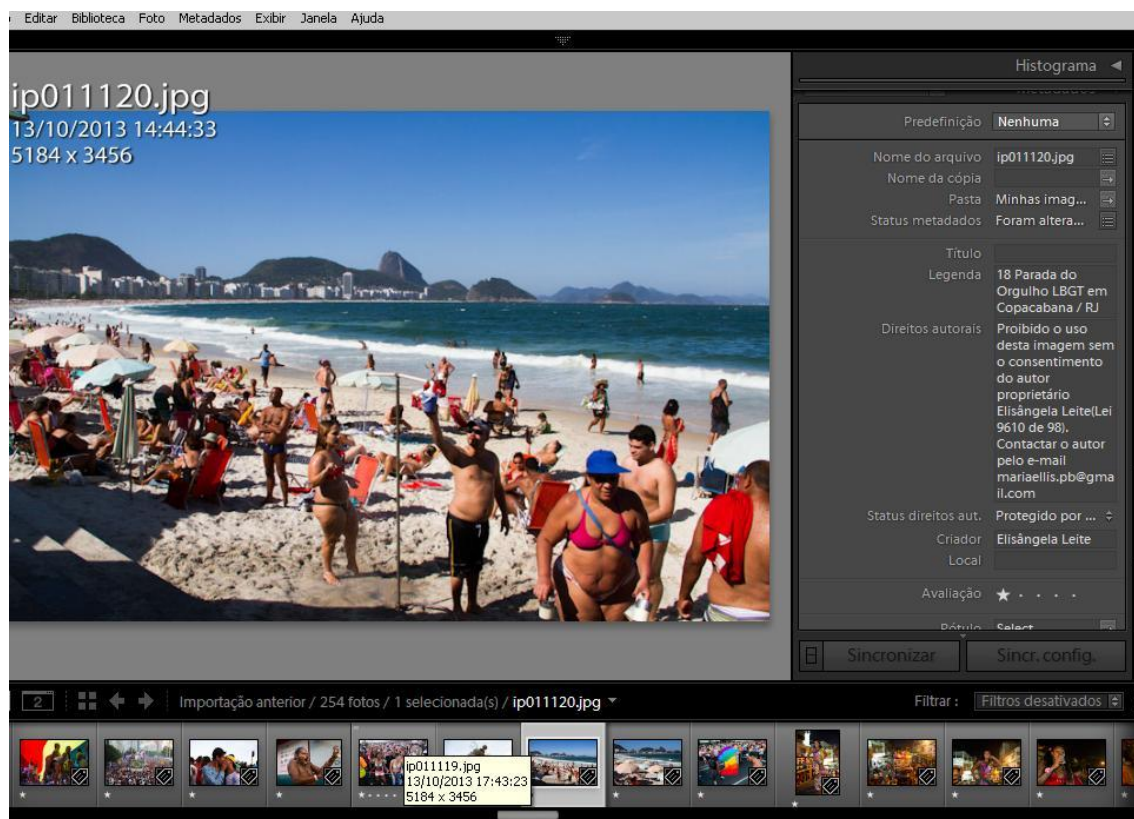 Editar Biblioteca Foto Metadados Exibir Janela Ajuda
Histograma
ip011120.jpg
13/10/2013 14:44:33
5184 x 3456
Predefinição Nenhuma
Nome do arquivo ip011120.jpg
Nome da cópia
Pasta Minhas imag...
Status metadados Foram altera...
Título
Legenda 18 Parada do
Orgulho LBGT em
Copacabana / RJ
Direitos autorais Proibido o uso
desta imagem sem
o consentimento
do autor
proprietário
Elisângela Leite(Lei
9610 de 98).
Contactar o autor
pelo e-mail
mariaellis.pb@gma
il.com
Status direitos aut. Protegido por ...
Criador Elisângela Leite
Local
Avaliação
Rótulo Select
Sincronizar Sincr. config.
2 Importação anterior / 254 fotos / 1 selecionada(s) / ip011120.jpg Filtrar : Filtros desativados
ip011119.jpg
13/10/2013 17:43:23
5184 x 3456